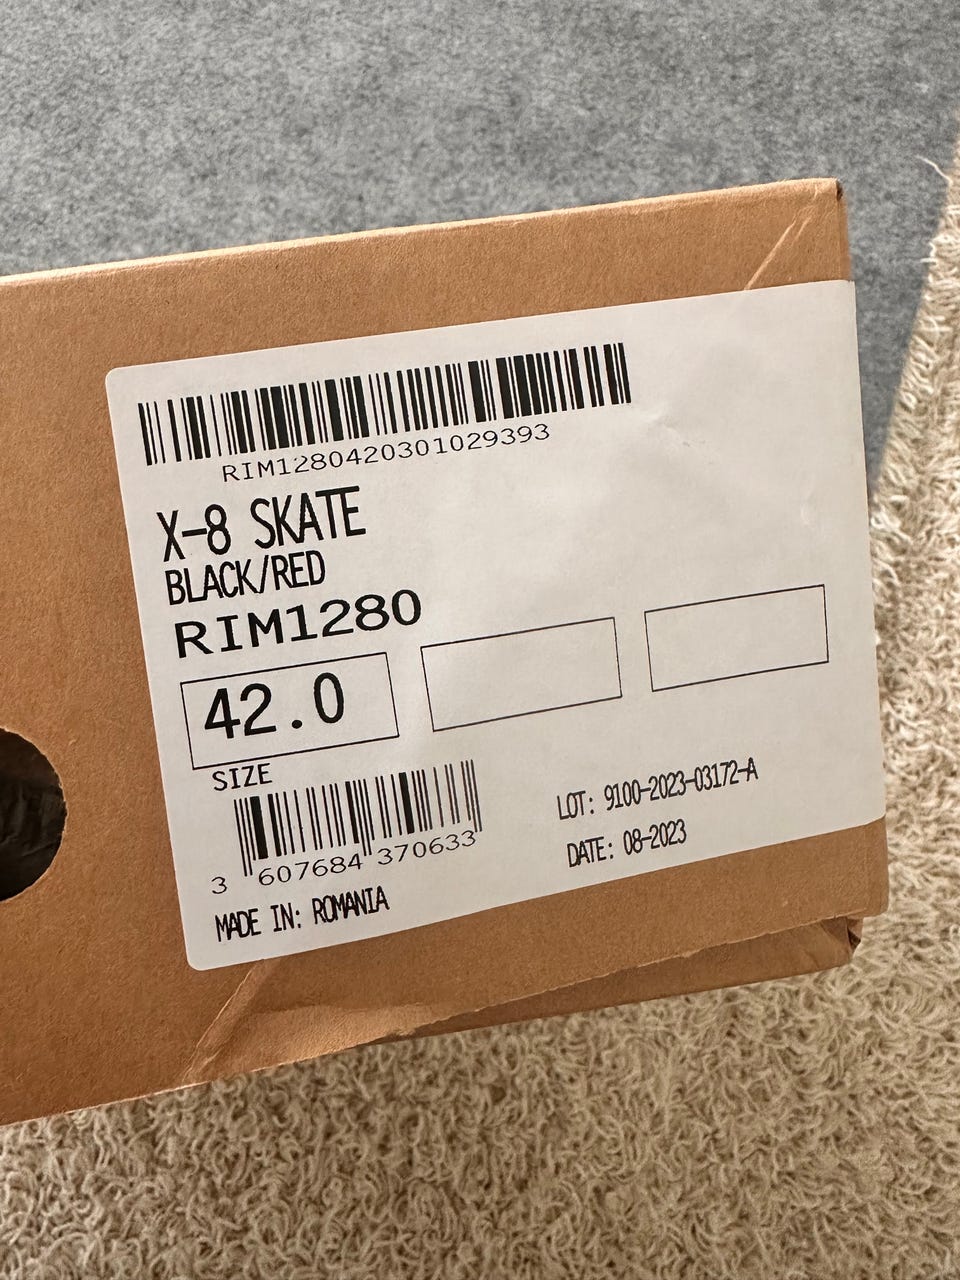 RIM1280420301029393
X-8 SKATE
BLACK/RED
RIM1280
42.0
SIZE
3 607684 370633
LOT: 9100-2023-03172-A
DATE: 08-2023
MADE IN: ROMANIA